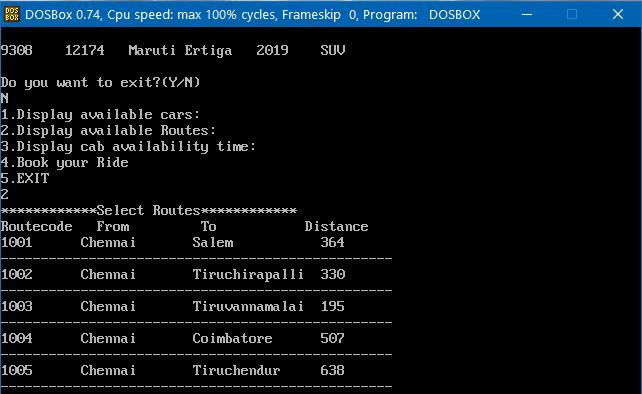 DOSBox 0.74, Cpu speed: max 100% cycles, Frameskip 0, Program: DOSBOX
9308 12174 Maruti Ertiga 2019 SUV
Do you want to exit?(Y/N)
N
1.Display available cars:
2.Display available Routes:
3.Display cab availability time:
4.Book your Ride
5.EXIT
2
************Select Routes************
Routecode From To Distance
1001 Chennai Salem 364
-------------------------------------------------
1002 Chennai Tiruchirapalli 330
-------------------------------------------------
1003 Chennai Tiruvannamalai 195
-------------------------------------------------
1004 Chennai Coimbatore 507
-------------------------------------------------
1005 Chennai Tiruchendur 638
-------------------------------------------------